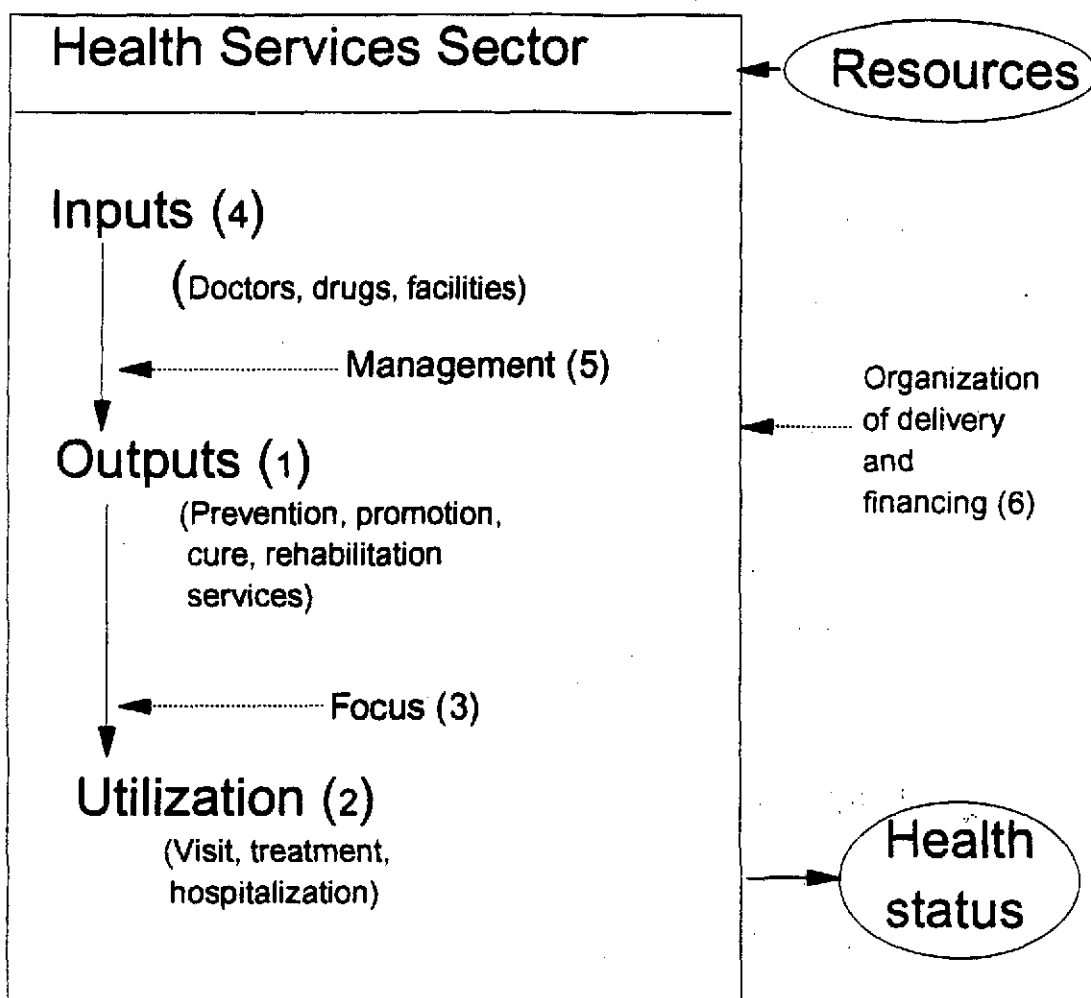 Health Services Sector
Resources
Inputs (4)
(Doctors, drugs, facilities)
Management (5)
Organization
of delivery
and
financing (6)
Outputs (1)
(Prevention, promotion,
cure, rehabilitation
services)
Focus (3)
Utilization (2)
(Visit, treatment,
hospitalization)
Health
status